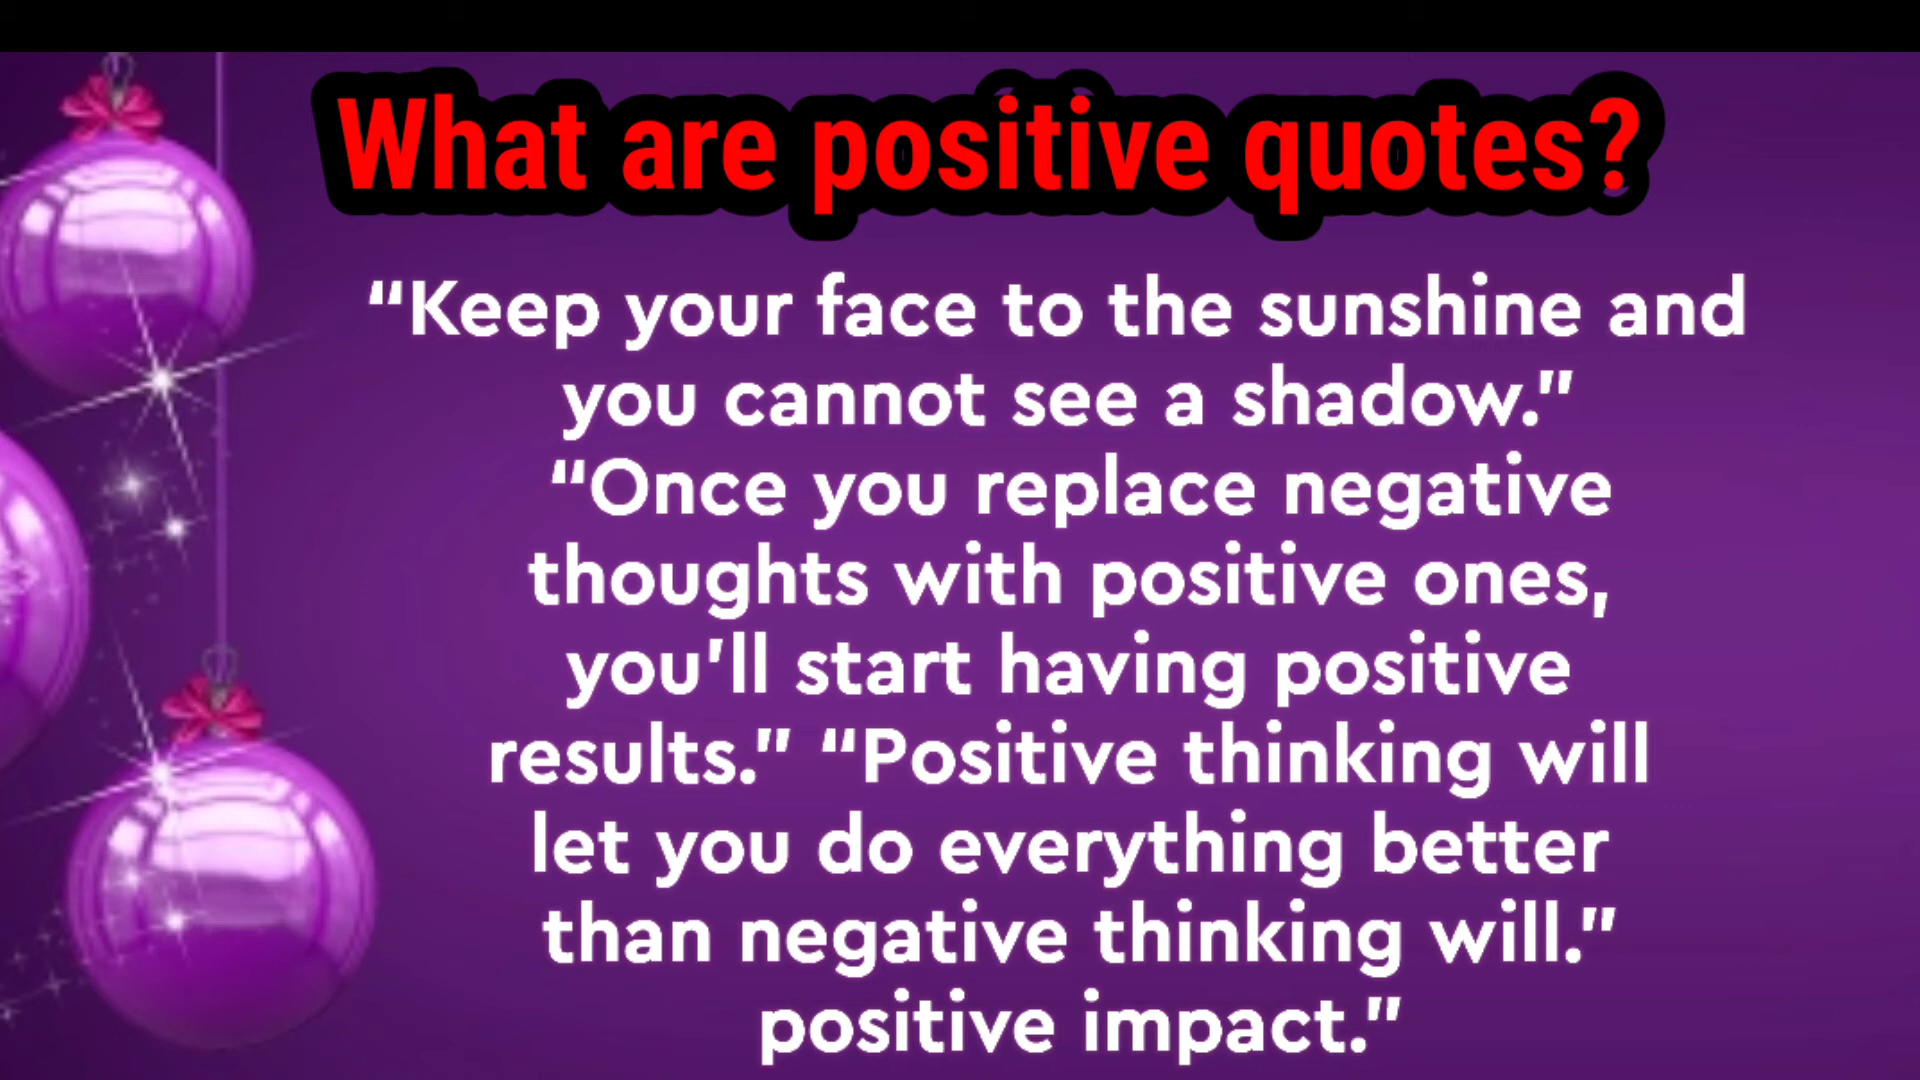 What are positive quotes?
“Keep your face to the sunshine and
you cannot see a shadow.”
“Once you replace negative
thoughts with positive ones,
you'll start having positive
results.” “Positive thinking will
let you do everything better
than negative thinking will.”
positive impact.”